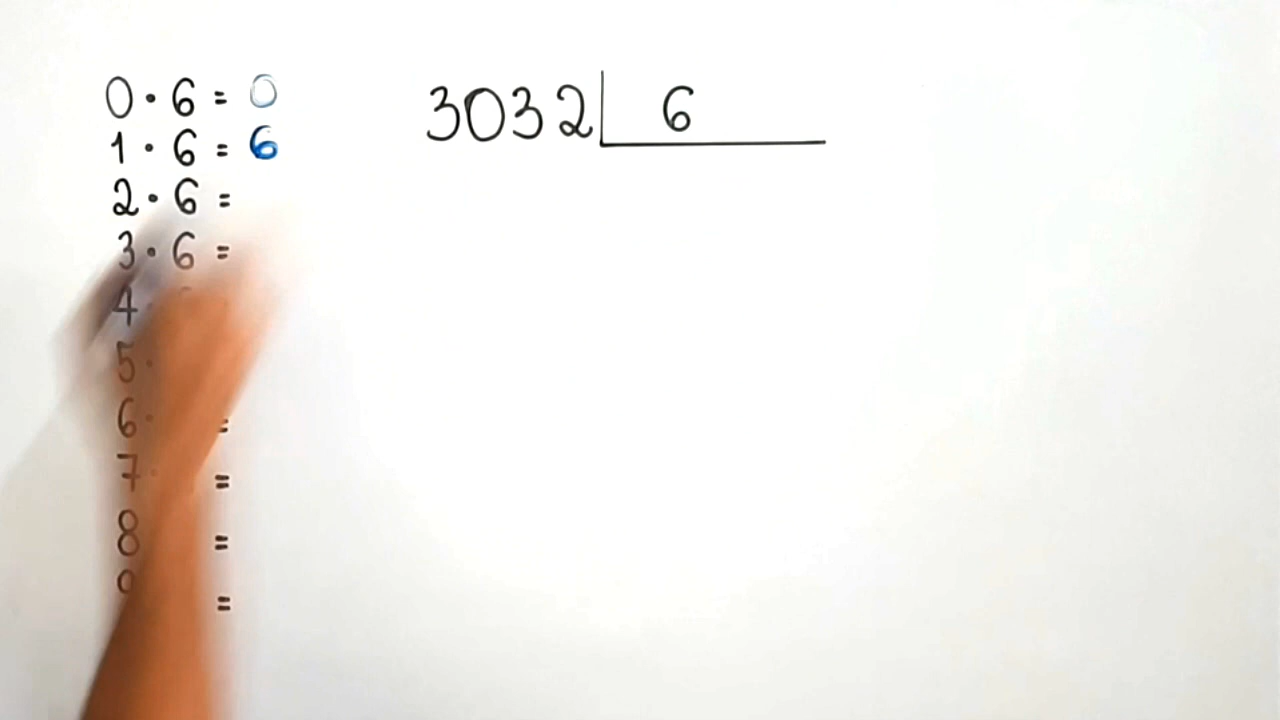 0 · 6 = 0
1 · 6 = 6
2 · 6 =
3 · 6 =
4 ·
5 ·
6 · =
7 · =
8 =
=
3032 6